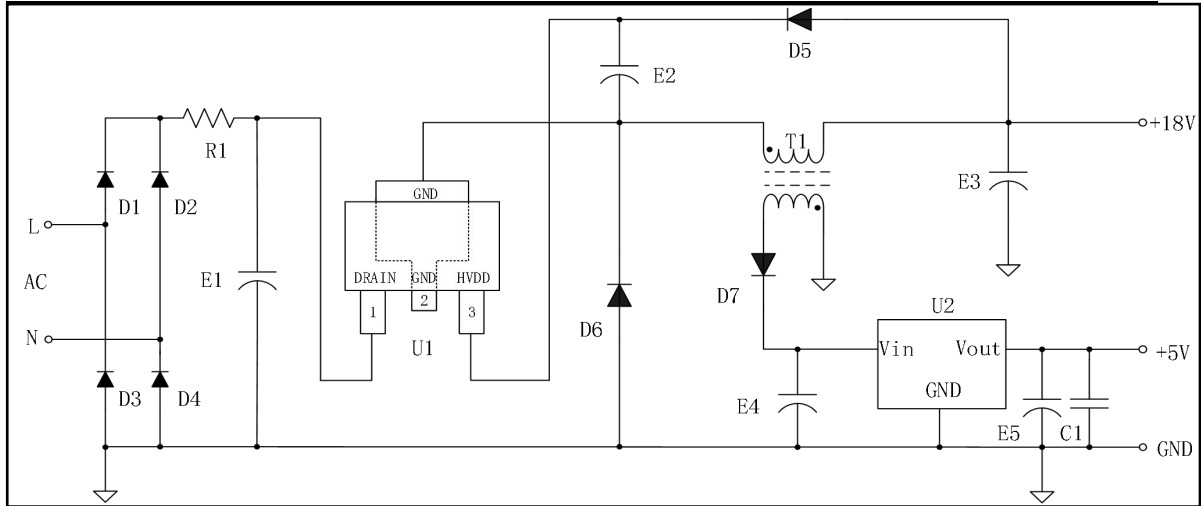 D5
E2
+18V
R1
T1
GND
E3
D1
D2
L
DRAIN
GND
HVDD
AC
E1
D7
1
2
3
D6
U2
N
U1
Vin
Vout
+5V
D3
D4
GND
E4
E5
C1
GND